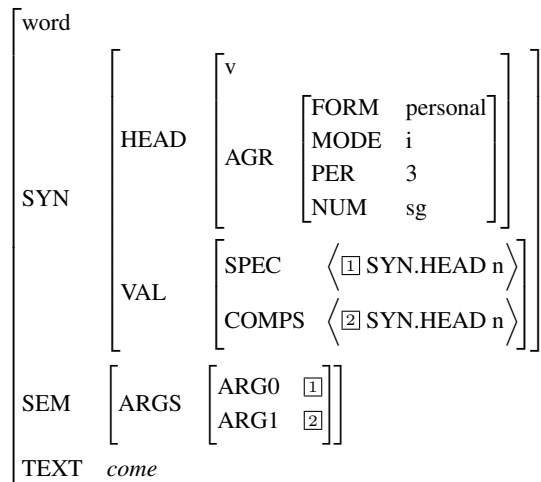 word
FORM personal
MODE i
PER 3
NUM sg
v
AGR
HEAD
SYN
SPEC ⟨ 1 SYN.HEAD n ⟩
COMPS ⟨ 2 SYN.HEAD n ⟩
VAL
SEM ARGS
ARG0 1
ARG1 2
TEXT come